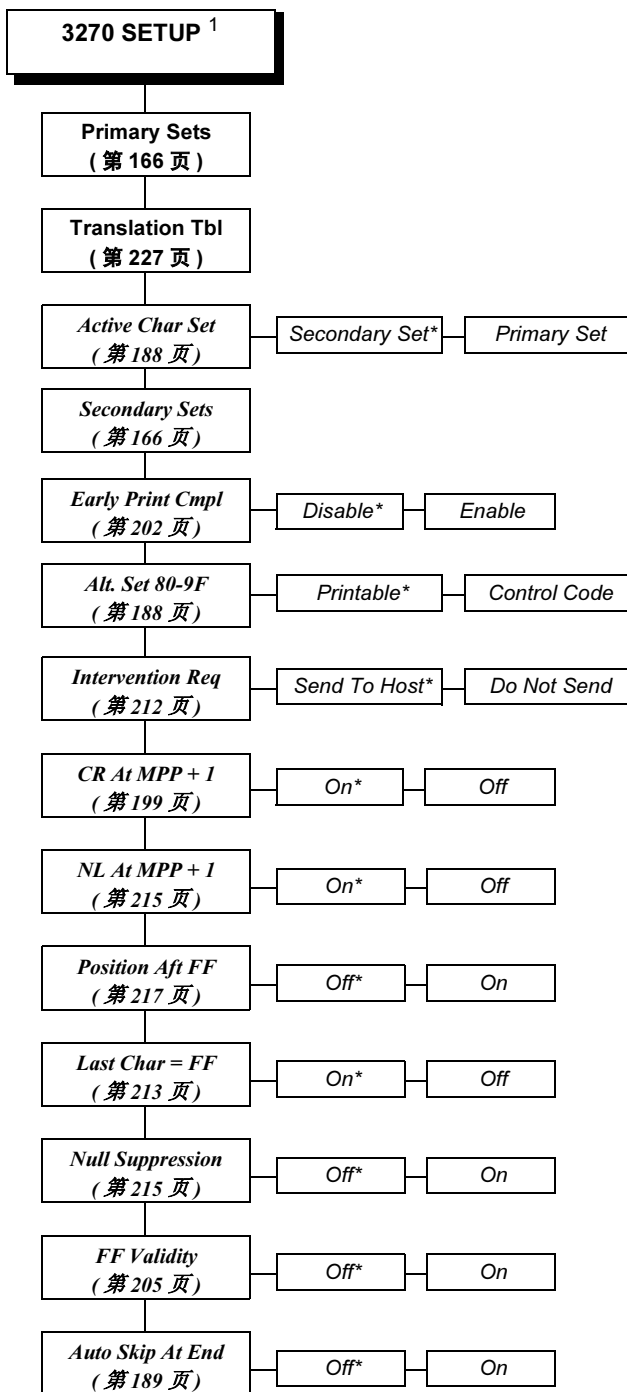 3270 SETUP 1
Primary Sets
( 第 166 页 )
Translation Tbl
( 第 227 页 )
Active Char Set
( 第 188 页 )
Secondary Set*
Primary Set
Secondary Sets
( 第 166 页 )
Early Print Cmpl
( 第 202 页 )
Disable*
Enable
Alt. Set 80-9F
( 第 188 页 )
Printable*
Control Code
Intervention Req
( 第 212 页 )
Send To Host*
Do Not Send
CR At MPP + 1
( 第 199 页 )
On*
Off
NL At MPP + 1
( 第 215 页 )
On*
Off
Position Aft FF
( 第 217 页 )
Off*
On
Last Char = FF
( 第 213 页 )
On*
Off
Null Suppression
( 第 215 页 )
Off*
On
FF Validity
( 第 205 页 )
Off*
On
Auto Skip At End
( 第 189 页 )
Off*
On